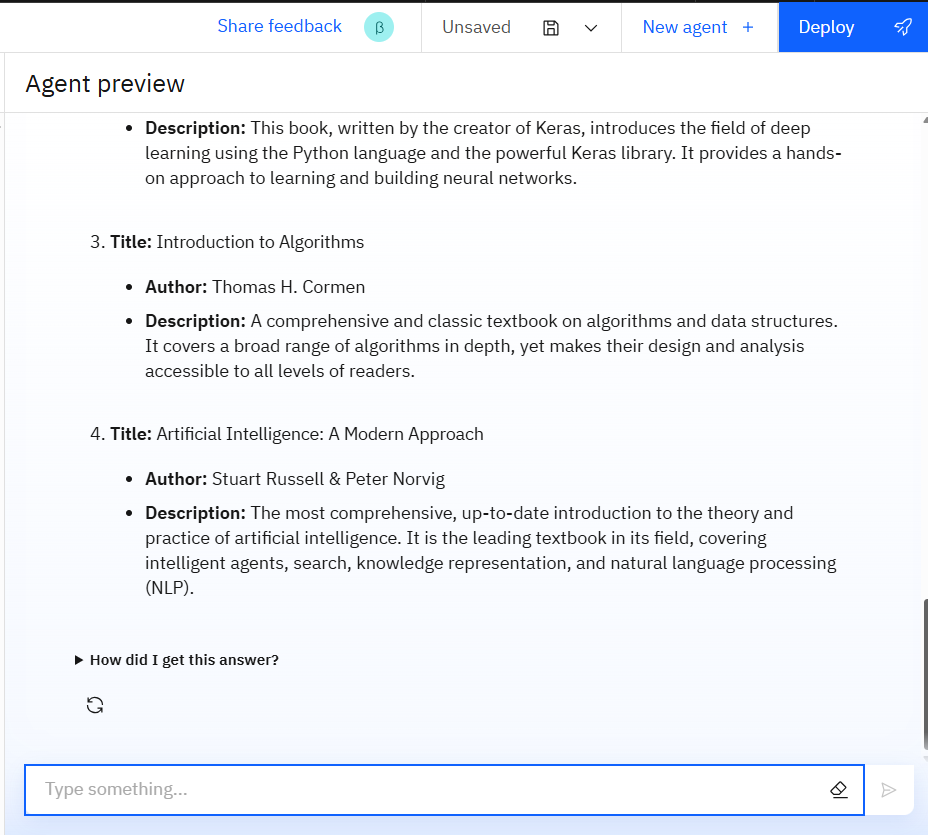 Share feedback β Unsaved New agent + Deploy
Agent preview
• Description: This book, written by the creator of Keras, introduces the field of deep
learning using the Python language and the powerful Keras library. It provides a hands-
on approach to learning and building neural networks.
3. Title: Introduction to Algorithms
• Author: Thomas H. Cormen
• Description: A comprehensive and classic textbook on algorithms and data structures.
It covers a broad range of algorithms in depth, yet makes their design and analysis
accessible to all levels of readers.
4. Title: Artificial Intelligence: A Modern Approach
• Author: Stuart Russell & Peter Norvig
• Description: The most comprehensive, up-to-date introduction to the theory and
practice of artificial intelligence. It is the leading textbook in its field, covering
intelligent agents, search, knowledge representation, and natural language processing
(NLP).
How did I get this answer?
Type something...